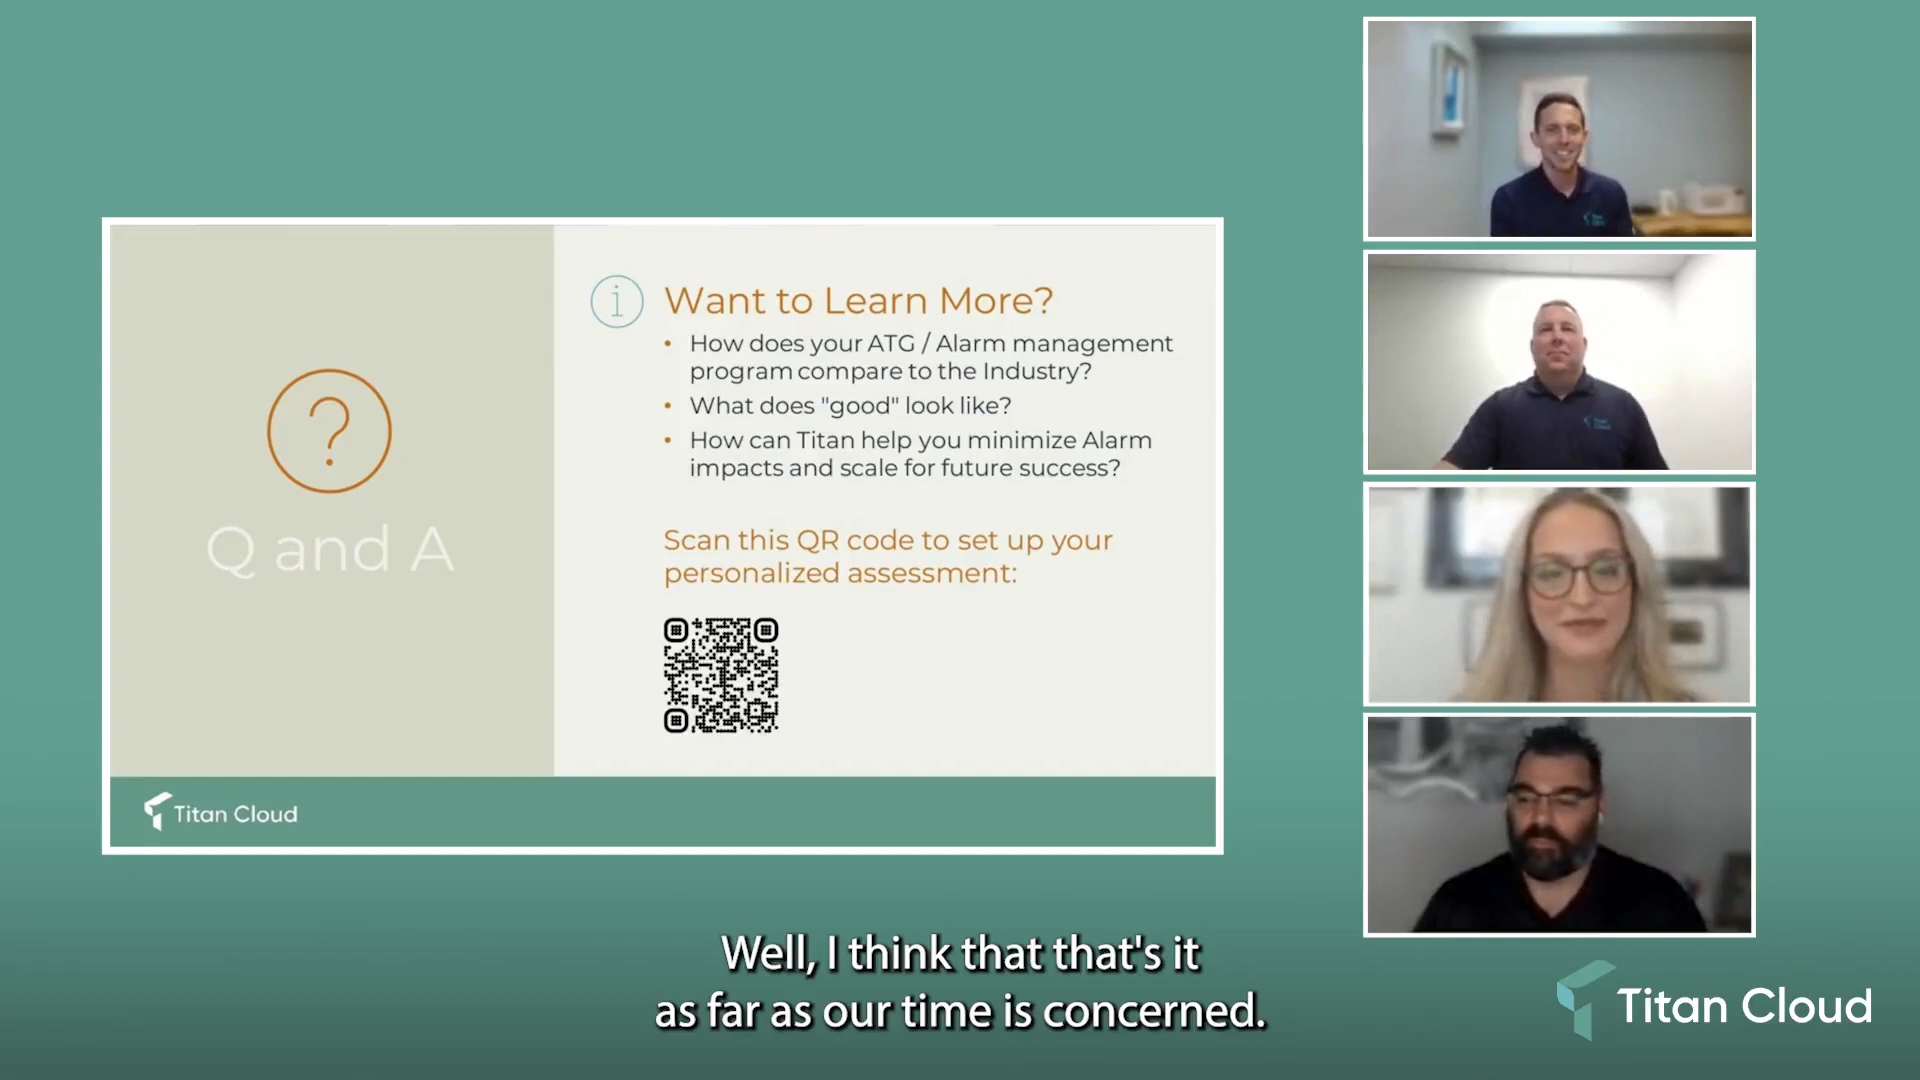 Want to Learn More?
• How does your ATG / Alarm management
program compare to the Industry?
• What does "good" look like?
• How can Titan help you minimize Alarm
impacts and scale for future success?
Scan this QR code to set up your
personalized assessment:
?
Q and A
Titan Cloud
Well, I think that that's it
as far as our time is concerned.
Titan Cloud